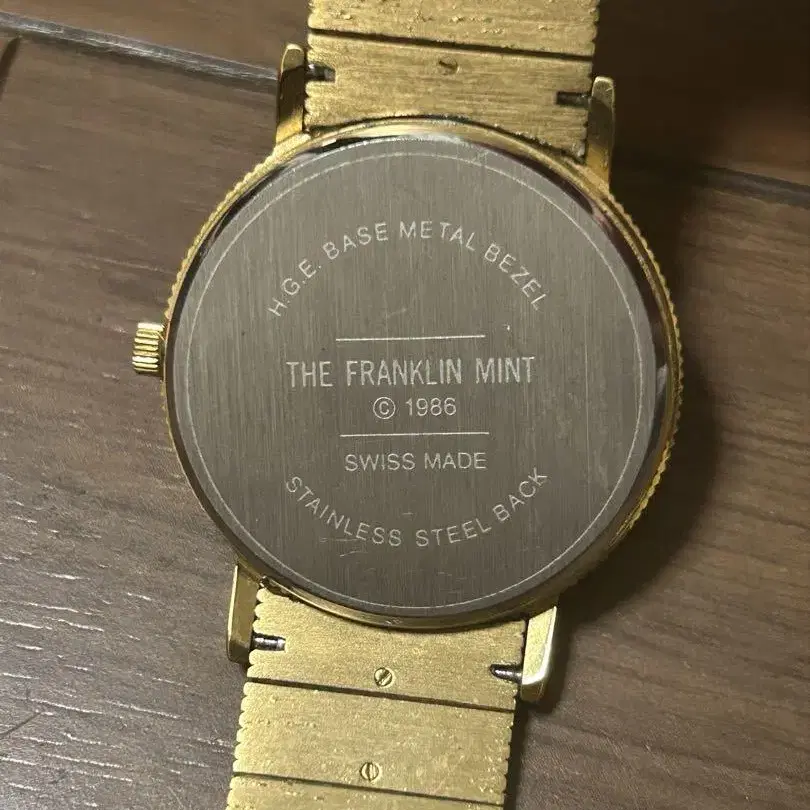 H.G.E. BASE METAL BEZEL
THE FRANKLIN MINT
© 1986
SWISS MADE
STAINLESS STEEL BACK